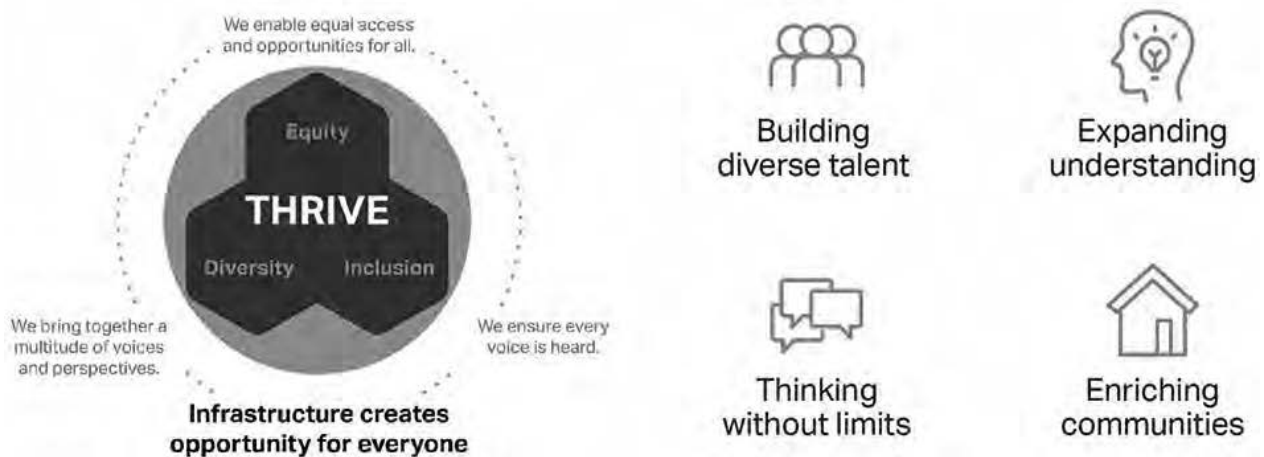 We enable equal access
and opportunities for all.
Equity
THRIVE
Diversity
Inclusion
We bring together a
multitude of voices
and perspectives.
We ensure every
voice is heard.
Infrastructure creates
opportunity for everyone
Building
diverse talent
Expanding
understanding
Thinking
without limits
Enriching
communities